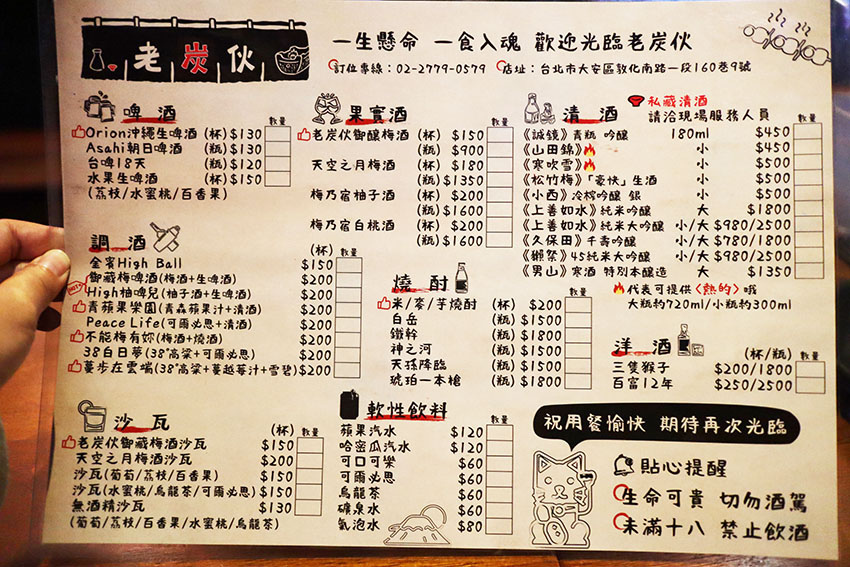 老炭伙
一生懸命 一食入魂 歡迎光臨老炭伙
訂位專線：02-2779-0579 店址：台北市大安區敦化南路一段160巷9號
啤酒 數量
Orion沖繩生啤酒 (杯) $130
Asahi朝日啤酒 (瓶) $130
台啤18天 (瓶) $120
水果生啤酒 (杯) $150
(荔枝/水蜜桃/百香果)
調酒 (杯) 數量
金賓High Ball $150
御藏梅啤酒(梅酒+生啤酒) $200
High柚啤兒(柚子酒+生啤酒) $200
青蘋果樂園(青森蘋果汁+清酒) $200
Peace Life(可爾必思+清酒) $200
不能梅有妳(梅酒+燒酒) $200
38白日夢(38°高粱+可爾必思) $200
蔓步在雲端(38°高粱+蔓越莓汁+雪碧) $200
沙瓦 (杯) 數量
老炭伙御藏梅酒沙瓦 $150
天空之月梅酒沙瓦 $200
沙瓦(葡萄/荔枝/百香果) $150
沙瓦(水蜜桃/烏龍茶/可爾必思) $150
無酒精沙瓦 $130
(葡萄/荔枝/百香果/水蜜桃/烏龍茶)
果實酒 數量
老炭伙御釀梅酒 (杯) $150
(瓶) $900
天空之月梅酒 (杯) $180
(瓶) $1350
梅乃宿柚子酒 (杯) $200
(瓶) $1600
梅乃宿白桃酒 (杯) $200
(瓶) $1600
燒酎 數量
米/麥/芋燒酎 (杯) $200
白岳 (瓶) $1500
鐵幹 (瓶) $1500
神之河 (瓶) $1500
天孫降臨 (瓶) $1500
琥珀一本槍 (瓶) $1800
軟性飲料 數量
蘋果汽水 $120
哈密瓜汽水 $120
可口可樂 $60
可爾必思 $60
烏龍茶 $60
礦泉水 $60
氣泡水 $80
清酒 私藏清酒
請洽現場服務人員 數量
《誠鏡》青瓶 吟釀 180ml $450
《山田錦》 小 $450
《寒吹雪》 小 $500
《松竹梅》「豪快」生酒 小 $500
《小西》冷榨吟釀 銀 小 $500
《上善如水》純米吟釀 大 $1800
《上善如水》純米大吟釀 小/大 $980/2500
《久保田》千壽吟釀 小/大 $780/1800
《獺祭》45純米大吟釀 小/大 $980/2500
《男山》寒酒 特別本釀造 大 $1350
代表可提供<熱的>哦
大瓶約720ml/小瓶約300ml
洋酒 (杯/瓶) 數量
三隻猴子 $200/1800
百富12年 $250/2500
祝用餐愉快 期待再次光臨
貼心提醒
生命可貴 切勿酒駕
未滿十八 禁止飲酒